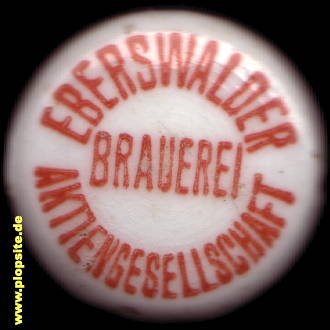 EBERSWALDER
BRAUEREI
AKTIENGESELLSCHAFT
www.plopsite.de